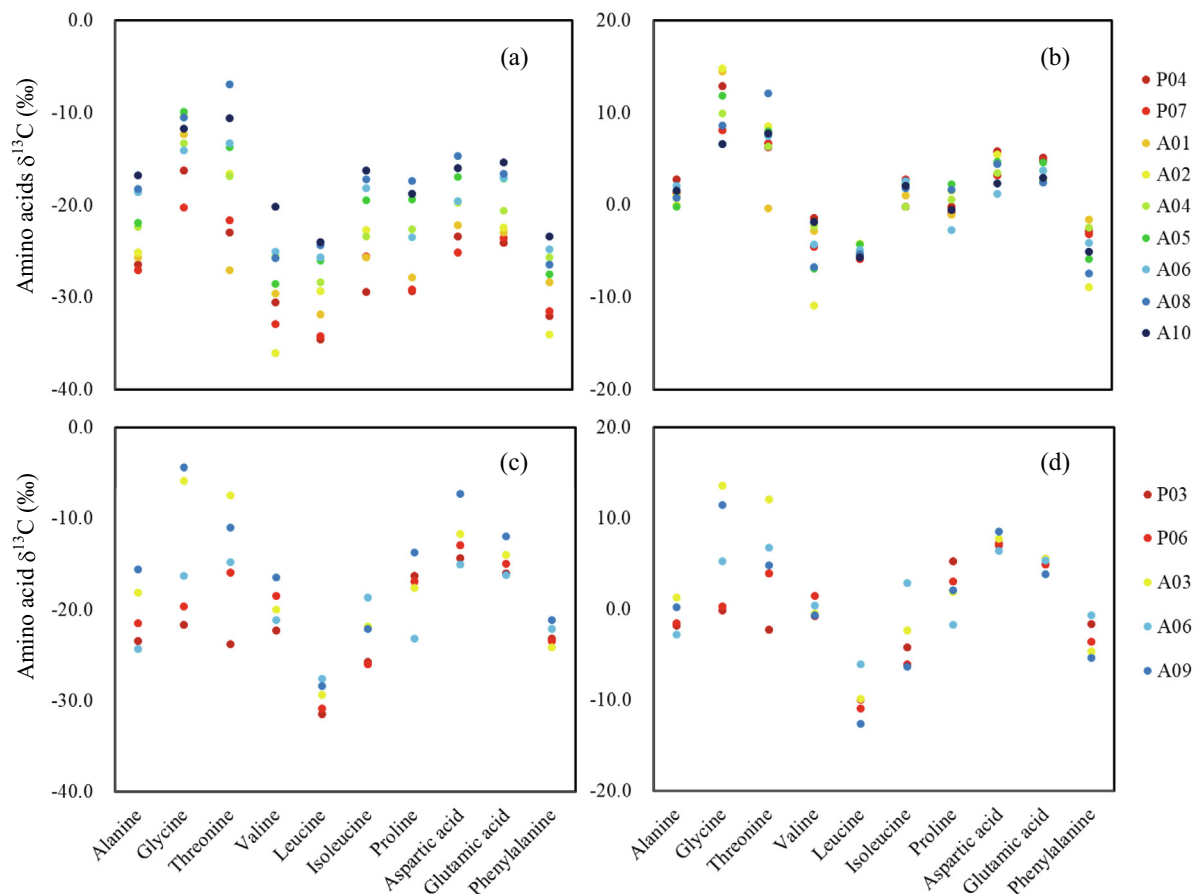 0.0
-10.0
-20.0
-30.0
-40.0
Amino acids δ13C (‰)
(a)
20.0
10.0
0.0
-10.0
-20.0
(b)
P04
P07
A01
A02
A04
A05
A06
A08
A10
0.0
-10.0
-20.0
-30.0
-40.0
Amino acid δ13C (‰)
(c)
20.0
10.0
0.0
-10.0
-20.0
(d)
P03
P06
A03
A06
A09
Alanine
Glycine
Threonine
Valine
Leucine
Isoleucine
Proline
Aspartic acid
Glutamic acid
Phenylalanine
Alanine
Glycine
Threonine
Valine
Leucine
Isoleucine
Proline
Aspartic acid
Glutamic acid
Phenylalanine